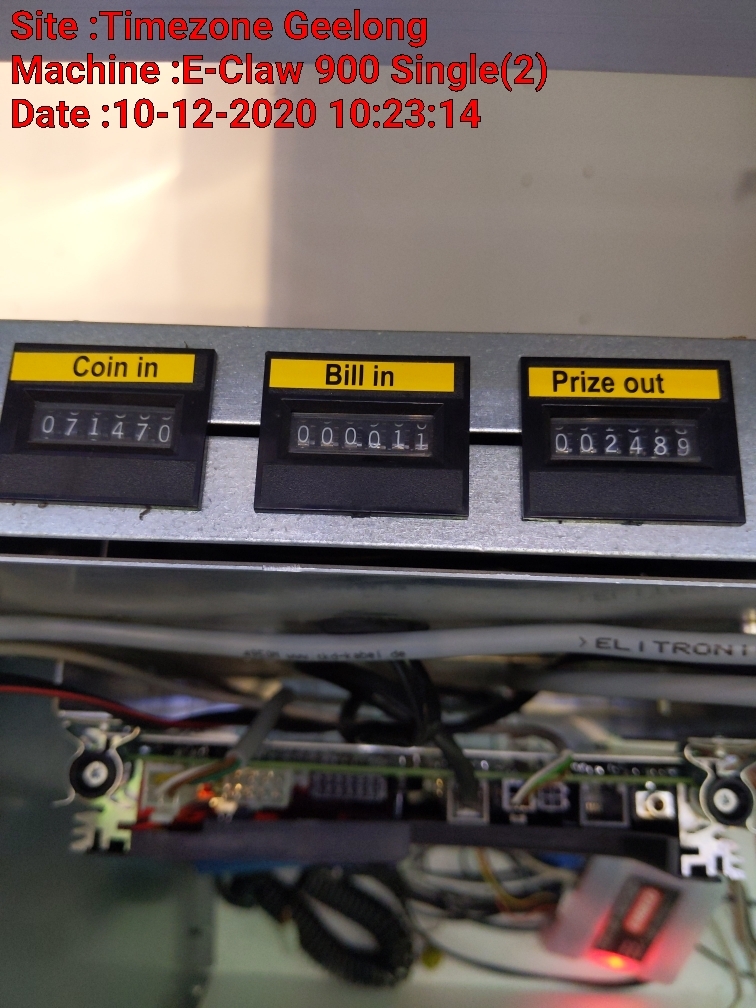 Site :Timezone Geelong
Machine :E-Claw 900 Single(2)
Date :10-12-2020 10:23:14
Coin in
Bill in
Prize out
071470
000011
002489
>ELITRONI